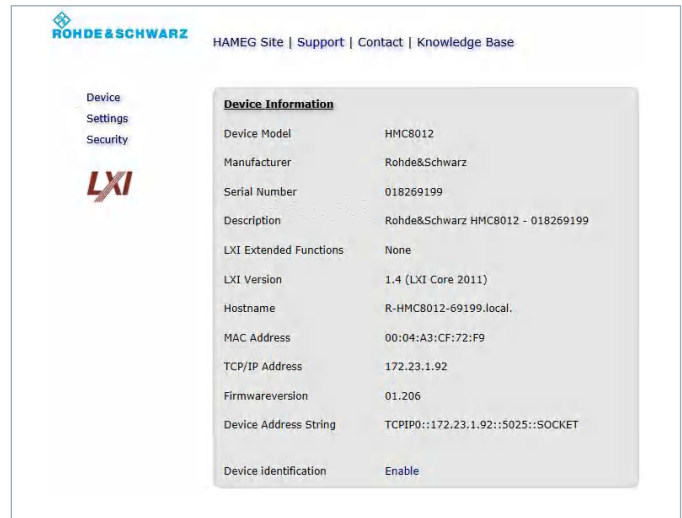 ROHDE&SCHWARZ
HAMEG Site | Support | Contact | Knowledge Base
Device
Settings
Security
LXI
Device Information
Device Model HMC8012
Manufacturer Rohde&Schwarz
Serial Number 018269199
Description Rohde&Schwarz HMC8012 - 018269199
LXI Extended Functions None
LXI Version 1.4 (LXI Core 2011)
Hostname R-HMC8012-69199.local.
MAC Address 00:04:A3:CF:72:F9
TCP/IP Address 172.23.1.92
Firmwareversion 01.206
Device Address String TCPIP0::172.23.1.92::5025::SOCKET
Device identification Enable